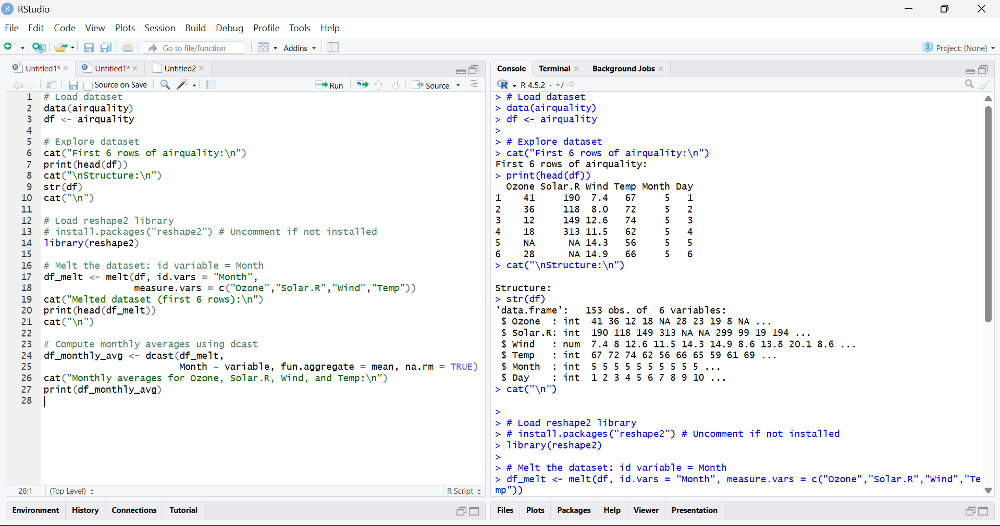 RStudio
File Edit Code View Plots Session Build Debug Profile Tools Help
Go to file/function Addins Project: (None)
Untitled1* Untitled1* Untitled2
Source on Save Run Source
1 # Load dataset
2 data(airquality)
3 df <- airquality
4
5 # Explore dataset
6 cat("First 6 rows of airquality:\n")
7 print(head(df))
8 cat("\nStructure:\n")
9 str(df)
10 cat("\n")
11
12 # Load reshape2 library
13 # install.packages("reshape2") # Uncomment if not installed
14 library(reshape2)
15
16 # Melt the dataset: id variable = Month
17 df_melt <- melt(df, id.vars = "Month",
18                 measure.vars = c("Ozone","Solar.R","Wind","Temp"))
19 cat("Melted dataset (first 6 rows):\n")
20 print(head(df_melt))
21 cat("\n")
22
23 # Compute monthly averages using dcast
24 df_monthly_avg <- dcast(df_melt,
25                         Month ~ variable, fun.aggregate = mean, na.rm = TRUE)
26 cat("Monthly averages for Ozone, Solar.R, Wind, and Temp:\n")
27 print(df_monthly_avg)
28
28:1 (Top Level) R Script
Environment History Connections Tutorial
Console Terminal Background Jobs
R 4.5.2 · ~/
> # Load dataset
> data(airquality)
> df <- airquality
>
> # Explore dataset
> cat("First 6 rows of airquality:\n")
First 6 rows of airquality:
> print(head(df))
  Ozone Solar.R Wind Temp Month Day
1    41     190  7.4   67     5   1
2    36     118  8.0   72     5   2
3    12     149 12.6   74     5   3
4    18     313 11.5   62     5   4
5    NA      NA 14.3   56     5   5
6    28      NA 14.9   66     5   6
> cat("\nStructure:\n")
Structure:
> str(df)
'data.frame':   153 obs. of  6 variables:
 $ Ozone  : int  41 36 12 18 NA 28 23 19 8 NA ...
 $ Solar.R: int  190 118 149 313 NA NA 299 99 19 194 ...
 $ Wind   : num  7.4 8 12.6 11.5 14.3 14.9 8.6 13.8 20.1 8.6 ...
 $ Temp   : int  67 72 74 62 56 66 65 59 61 69 ...
 $ Month  : int  5 5 5 5 5 5 5 5 5 5 ...
 $ Day    : int  1 2 3 4 5 6 7 8 9 10 ...
> cat("\n")
>
> # Load reshape2 library
> # install.packages("reshape2") # Uncomment if not installed
> library(reshape2)
>
> # Melt the dataset: id variable = Month
> df_melt <- melt(df, id.vars = "Month", measure.vars = c("Ozone","Solar.R","Wind","Te
mp"))
Files Plots Packages Help Viewer Presentation